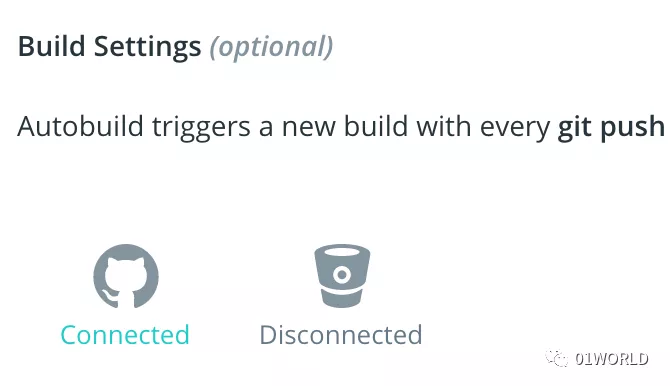 Build Settings (optional)
Autobuild triggers a new build with every git push
Connected
Disconnected
01WORLD